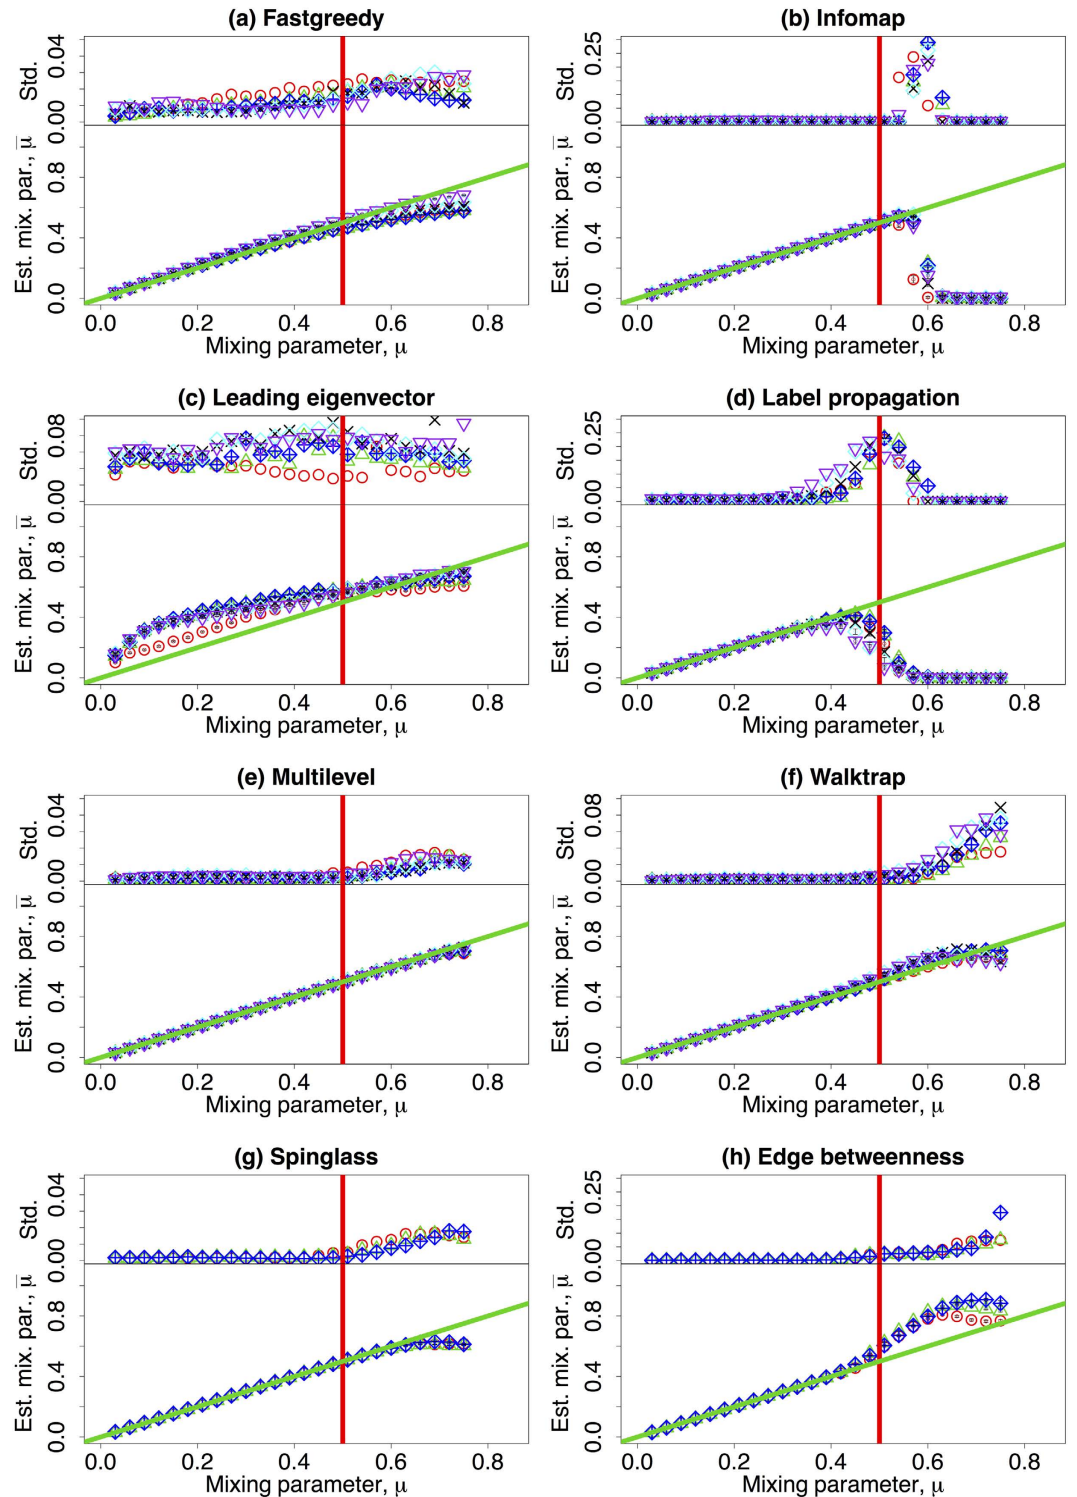 (a) Fastgreedy
Std.
0.00
0.04
Est. mix. par., μ̅
0.0
0.4
0.8
0.0 0.2 0.4 0.6 0.8
Mixing parameter, μ
(b) Infomap
Std.
0.00
0.25
Est. mix. par., μ̅
0.0
0.4
0.8
0.0 0.2 0.4 0.6 0.8
Mixing parameter, μ
(c) Leading eigenvector
Std.
0.00
0.08
Est. mix. par., μ̅
0.0
0.4
0.8
0.0 0.2 0.4 0.6 0.8
Mixing parameter, μ
(d) Label propagation
Std.
0.00
0.25
Est. mix. par., μ̅
0.0
0.4
0.8
0.0 0.2 0.4 0.6 0.8
Mixing parameter, μ
(e) Multilevel
Std.
0.00
0.04
Est. mix. par., μ̅
0.0
0.4
0.8
0.0 0.2 0.4 0.6 0.8
Mixing parameter, μ
(f) Walktrap
Std.
0.00
0.08
Est. mix. par., μ̅
0.0
0.4
0.8
0.0 0.2 0.4 0.6 0.8
Mixing parameter, μ
(g) Spinglass
Std.
0.00
0.04
Est. mix. par., μ̅
0.0
0.4
0.8
0.0 0.2 0.4 0.6 0.8
Mixing parameter, μ
(h) Edge betweenness
Std.
0.00
0.25
Est. mix. par., μ̅
0.0
0.4
0.8
0.0 0.2 0.4 0.6 0.8
Mixing parameter, μ